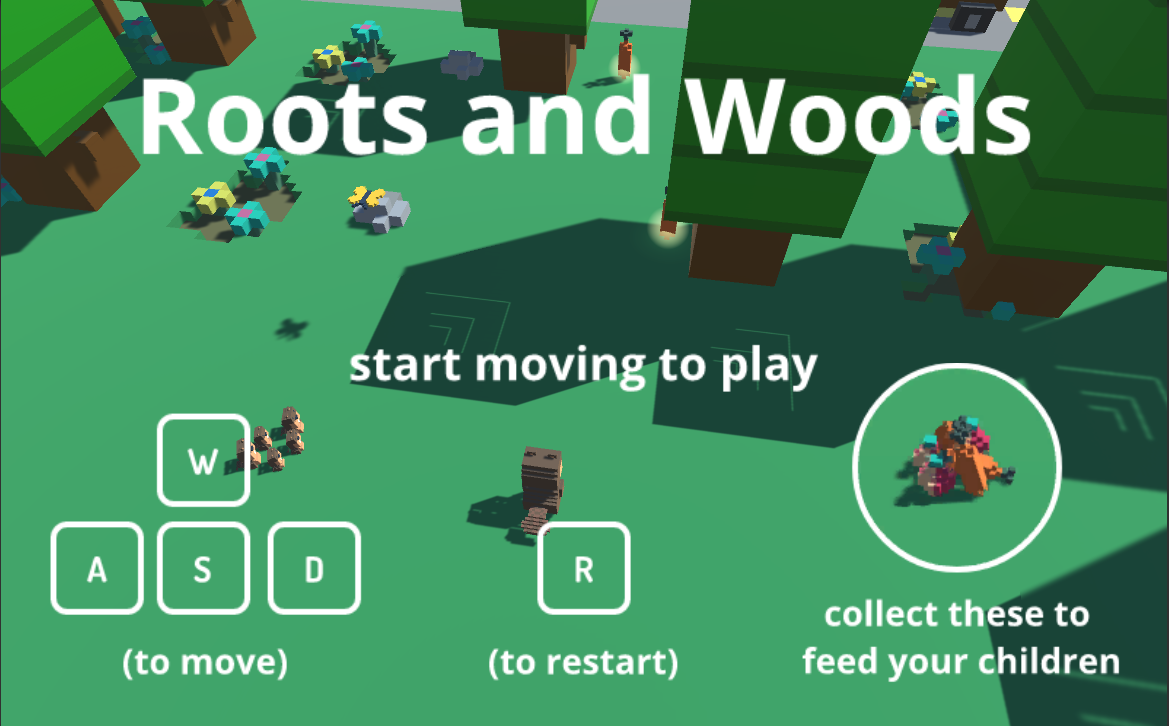 Roots and Woods
start moving to play
W
A S D
R
(to move)
(to restart)
collect these to
feed your children